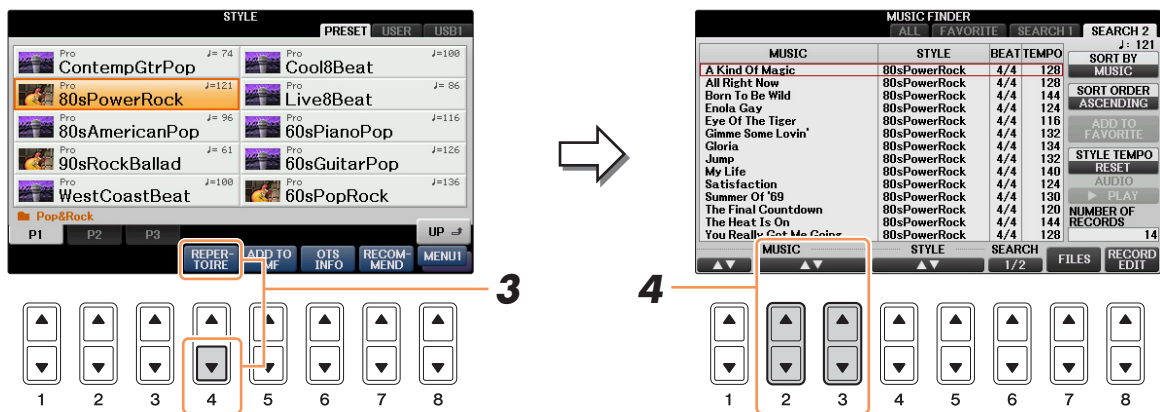 STYLE
PRESET USER USB1
Pro ♩= 74
ContempGtrPop
Pro ♩=100
Cool8Beat
Pro ♩=121
80sPowerRock
Pro ♩= 86
Live8Beat
Pro ♩= 96
80sAmericanPop
Pro ♩=116
60sPianoPop
Pro ♩= 61
90sRockBallad
Pro ♩=126
60sGuitarPop
Pro ♩=100
WestCoastBeat
Pro ♩=136
60sPopRock
Pop&Rock
P1 P2 P3 UP
REPER-TOIRE ADD TO MF OTS INFO RECOM-MEND MENU1
3
1 2 3 4 5 6 7 8
MUSIC FINDER
ALL FAVORITE SEARCH 1 SEARCH 2
♩: 121
MUSIC STYLE BEAT TEMPO
A Kind Of Magic 80sPowerRock 4/4 128
All Right Now 80sPowerRock 4/4 128
Born To Be Wild 80sPowerRock 4/4 144
Enola Gay 80sPowerRock 4/4 124
Eye Of The Tiger 80sPowerRock 4/4 116
Gimme Some Lovin' 80sPowerRock 4/4 132
Gloria 80sPowerRock 4/4 134
Jump 80sPowerRock 4/4 132
My Life 80sPowerRock 4/4 140
Satisfaction 80sPowerRock 4/4 124
Summer Of '69 80sPowerRock 4/4 130
The Final Countdown 80sPowerRock 4/4 120
The Heat Is On 80sPowerRock 4/4 144
You Really Got Me Going 80sPowerRock 4/4 128
SORT BY
MUSIC
SORT ORDER
ASCENDING
ADD TO
FAVORITE
STYLE TEMPO
RESET
AUDIO
▶ PLAY
NUMBER OF
RECORDS
14
MUSIC STYLE SEARCH
▲▼ ▲▼ ▲▼ 1/2 FILES RECORD EDIT
4
1 2 3 4 5 6 7 8